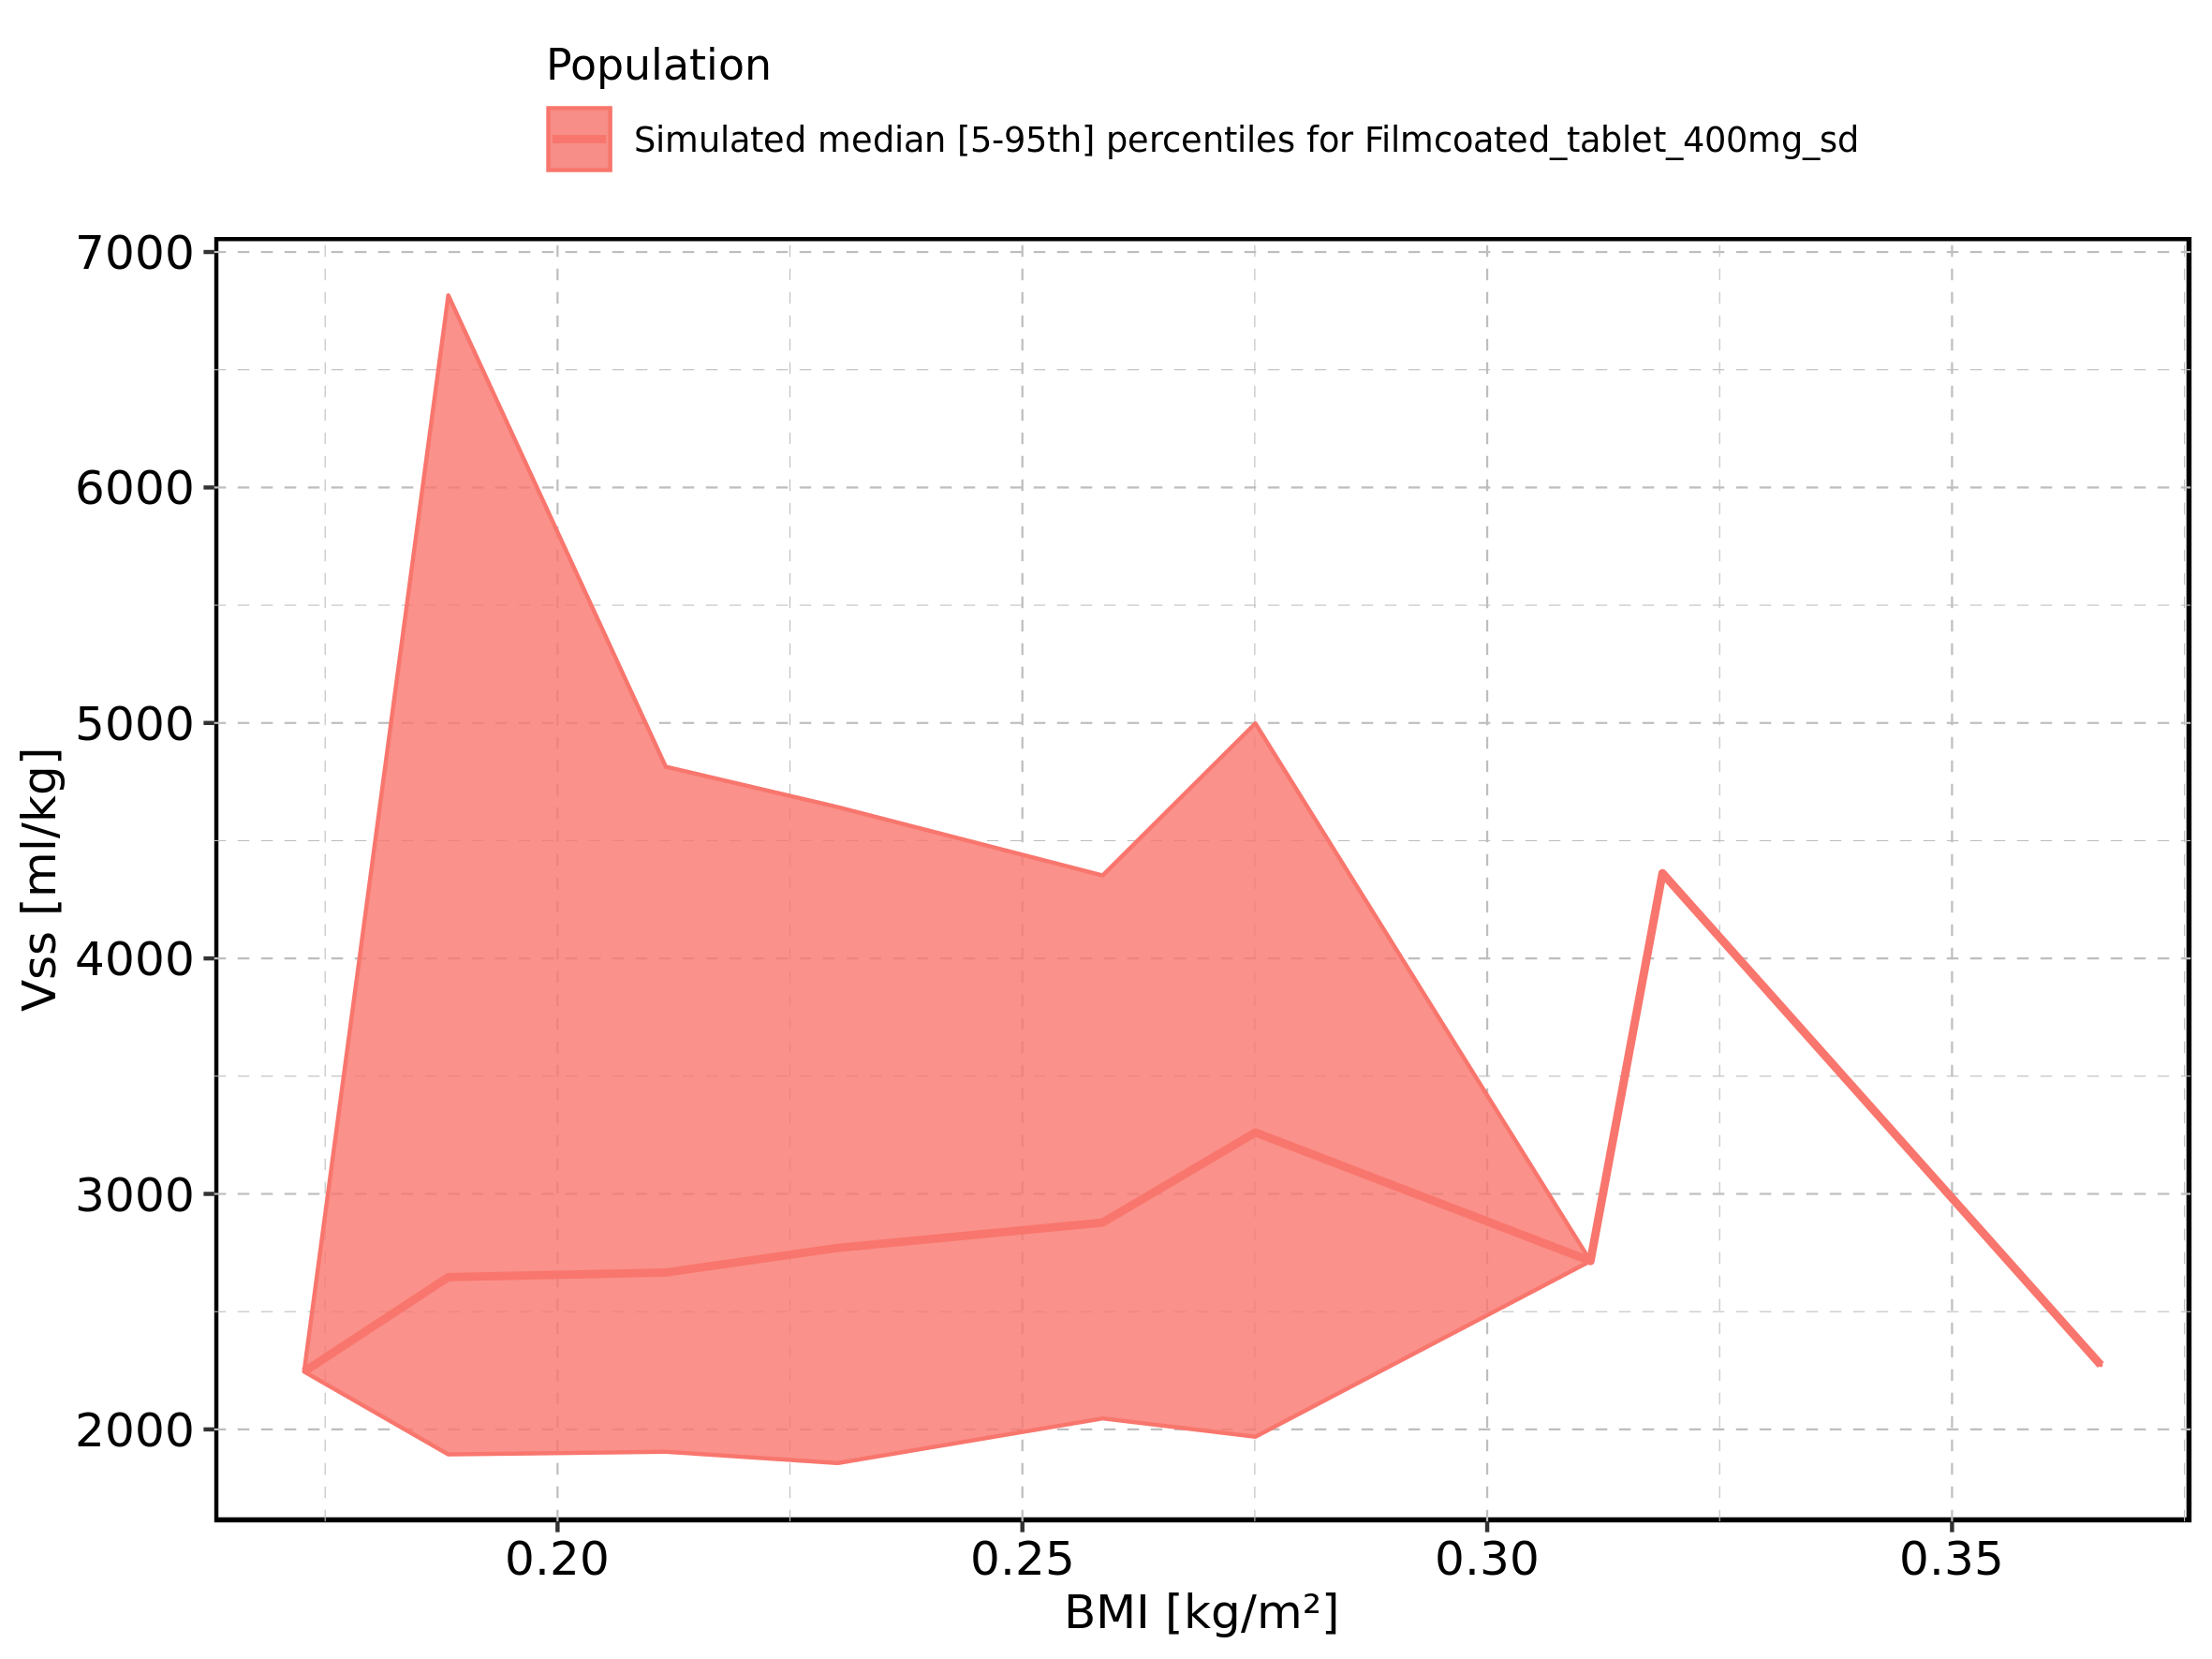 Population
Simulated median [5-95th] percentiles for Filmcoated_tablet_400mg_sd
7000
6000
5000
4000
3000
2000
Vss [ml/kg]
0.20 0.25 0.30 0.35
BMI [kg/m²]